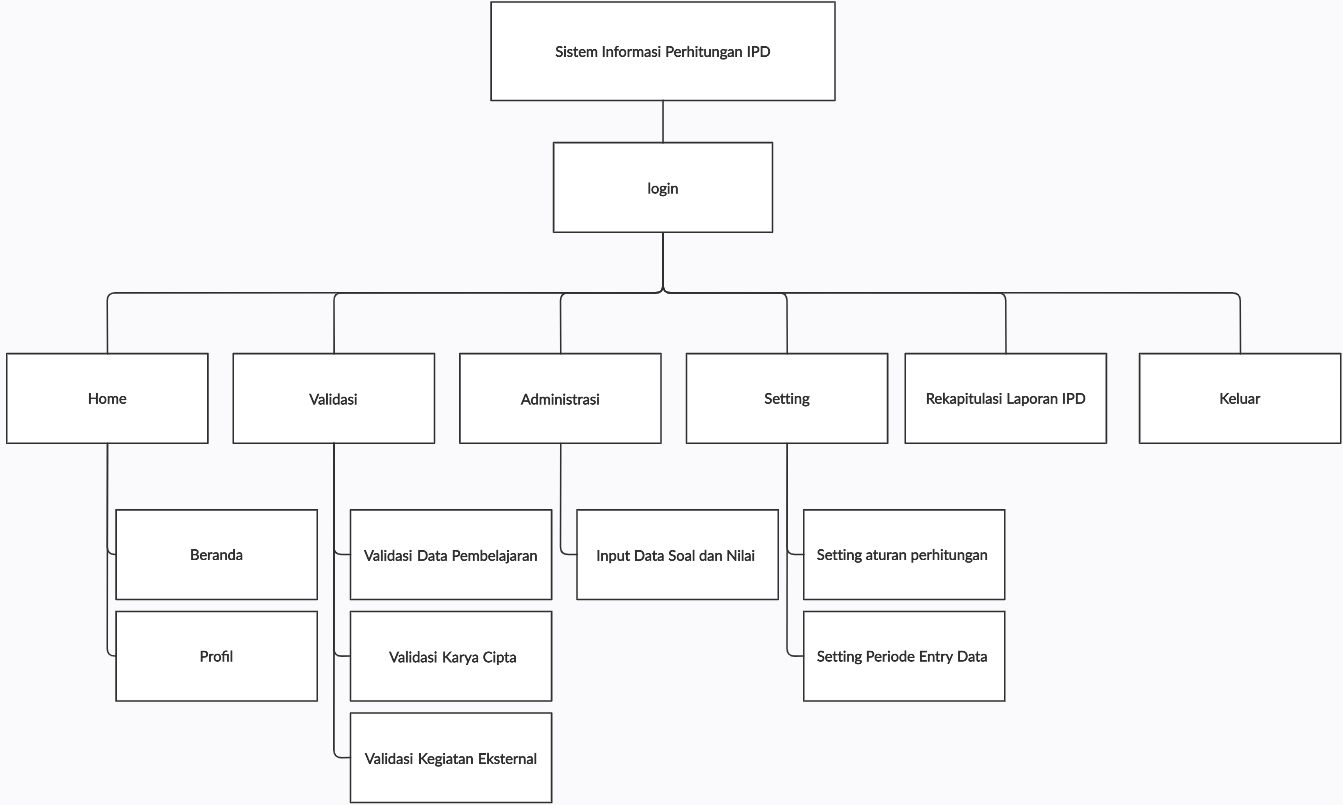 Sistem Informasi Perhitungan IPD
login
Home
Validasi
Administrasi
Setting
Rekapitulasi Laporan IPD
Keluar
Beranda
Validasi Data Pembelajaran
Input Data Soal dan Nilai
Setting aturan perhitungan
Profil
Validasi Karya Cipta
Setting Periode Entry Data
Validasi Kegiatan Eksternal